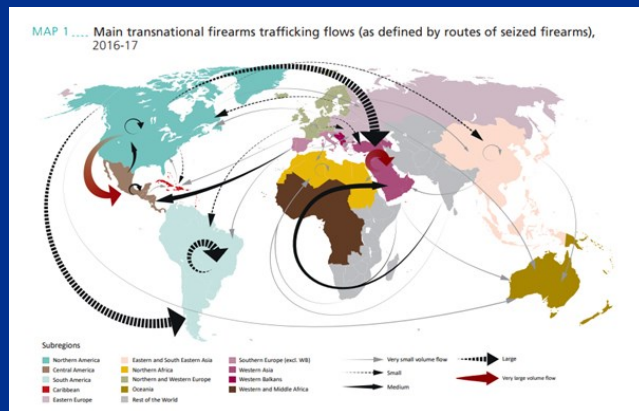 MAP 1.... Main transnational firearms trafficking flows (as defined by routes of seized firearms),
2016-17
Subregions
Northern America
Central America
South America
Caribbean
Eastern Europe
Eastern and South Eastern Asia
Northern Africa
Northern and Western Europe
Oceania
Rest of the World
Southern Europe (excl. WB)
Western Asia
Western Balkans
Western and Middle Africa
Very small volume flow
Small
Medium
Large
Very large volume flow